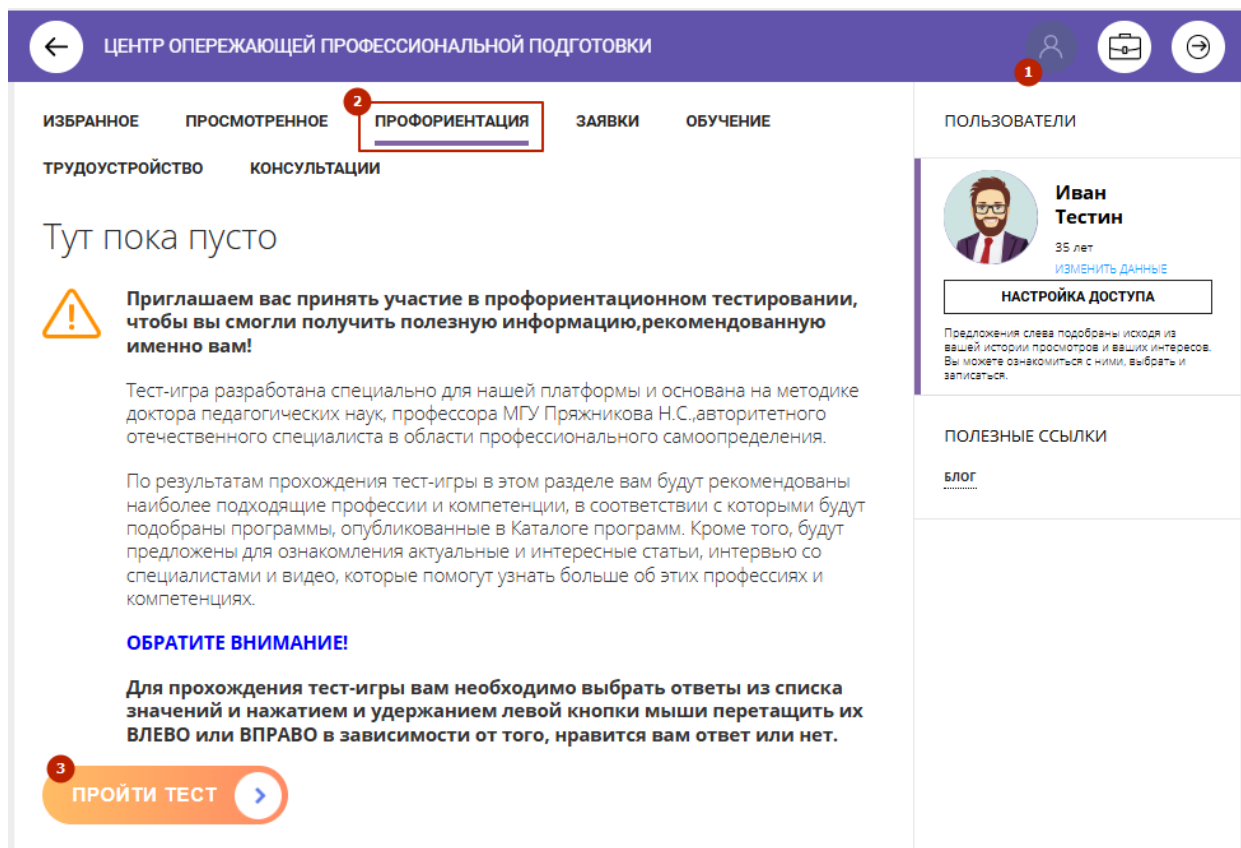 ЦЕНТР ОПЕРЕЖАЮЩЕЙ ПРОФЕССИОНАЛЬНОЙ ПОДГОТОВКИ
1
2
ИЗБРАННОЕ ПРОСМОТРЕННОЕ ПРОФОРИЕНТАЦИЯ ЗАЯВКИ ОБУЧЕНИЕ
ТРУДОУСТРОЙСТВО КОНСУЛЬТАЦИИ
Тут пока пусто
Приглашаем вас принять участие в профориентационном тестировании,
чтобы вы смогли получить полезную информацию,рекомендованную
именно вам!
Тест-игра разработана специально для нашей платформы и основана на методике
доктора педагогических наук, профессора МГУ Пряжникова Н.С.,авторитетного
отечественного специалиста в области профессионального самоопределения.
По результатам прохождения тест-игры в этом разделе вам будут рекомендованы
наиболее подходящие профессии и компетенции, в соответствии с которыми будут
подобраны программы, опубликованные в Каталоге программ. Кроме того, будут
предложены для ознакомления актуальные и интересные статьи, интервью со
специалистами и видео, которые помогут узнать больше об этих профессиях и
компетенциях.
ОБРАТИТЕ ВНИМАНИЕ!
Для прохождения тест-игры вам необходимо выбрать ответы из списка
значений и нажатием и удержанием левой кнопки мыши перетащить их
ВЛЕВО или ВПРАВО в зависимости от того, нравится вам ответ или нет.
3
ПРОЙТИ ТЕСТ
ПОЛЬЗОВАТЕЛИ
Иван
Тестин
35 лет
ИЗМЕНИТЬ ДАННЫЕ
НАСТРОЙКА ДОСТУПА
Предложения слева подобраны исходя из
вашей истории просмотров и ваших интересов.
Вы можете ознакомиться с ними, выбрать и
записаться.
ПОЛЕЗНЫЕ ССЫЛКИ
БЛОГ